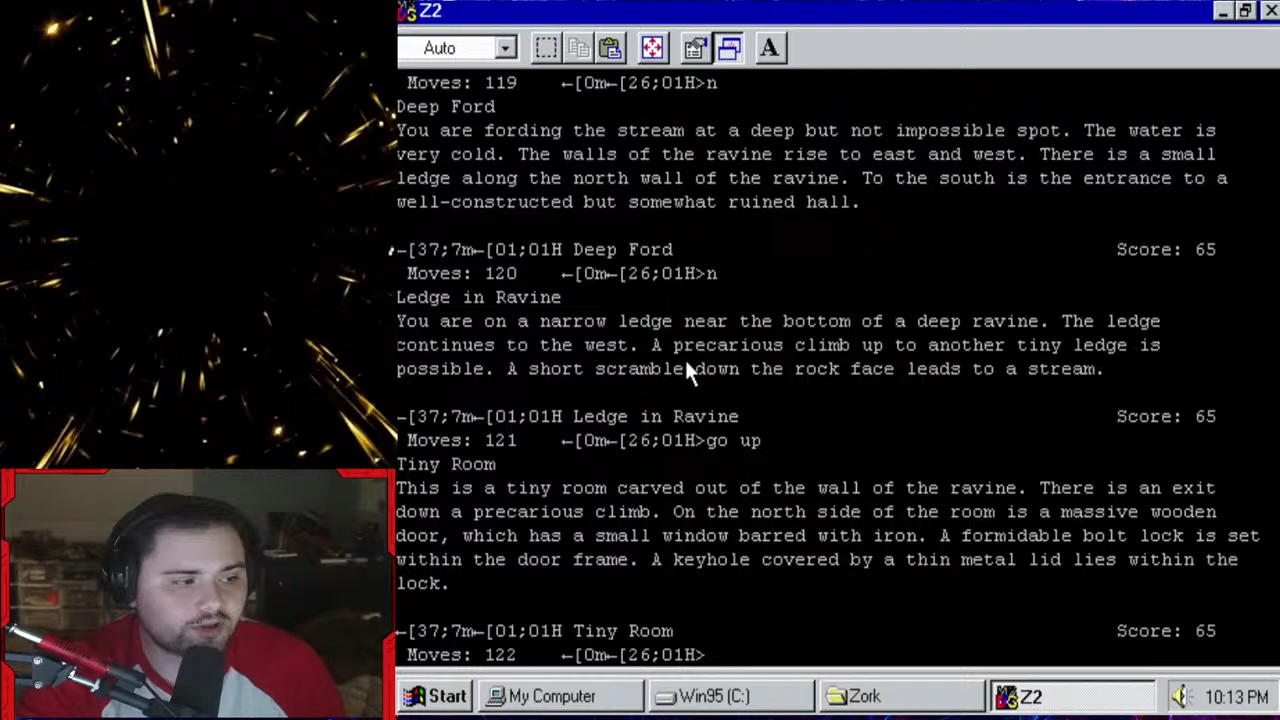 Z2
Auto
A
Moves: 119    ←[0m←[26;01H>n
Deep Ford
You are fording the stream at a deep but not impossible spot. The water is
very cold. The walls of the ravine rise to east and west. There is a small
ledge along the north wall of the ravine. To the south is the entrance to a
well-constructed but somewhat ruined hall.
←[37;7m←[01;01H Deep Ford    Score: 65
Moves: 120    ←[0m←[26;01H>n
Ledge in Ravine
You are on a narrow ledge near the bottom of a deep ravine. The ledge
continues to the west. A precarious climb up to another tiny ledge is
possible. A short scramble down the rock face leads to a stream.
←[37;7m←[01;01H Ledge in Ravine    Score: 65
Moves: 121    ←[0m←[26;01H>go up
Tiny Room
This is a tiny room carved out of the wall of the ravine. There is an exit
down a precarious climb. On the north side of the room is a massive wooden
door, which has a small window barred with iron. A formidable bolt lock is set
within the door frame. A keyhole covered by a thin metal lid lies within the
lock.
←[37;7m←[01;01H Tiny Room    Score: 65
Moves: 122    ←[0m←[26;01H>
Start    My Computer    Win95 (C:)    Zork    Z2    10:13 PM